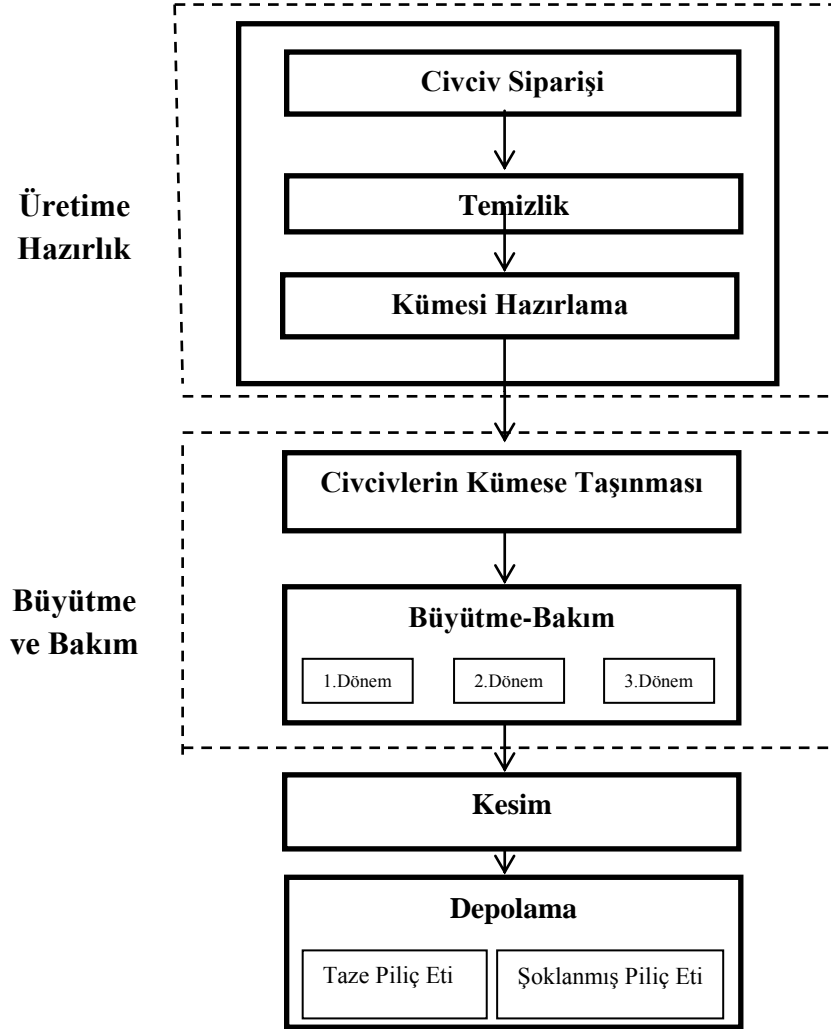 Civciv Siparişi
Üretime
Hazırlık
Temizlik
Kümesi Hazırlama
Civcivlerin Kümese Taşınması
Büyütme
ve Bakım
Büyütme-Bakım
1.Dönem
2.Dönem
3.Dönem
Kesim
Depolama
Taze Piliç Eti
Şoklanmış Piliç Eti